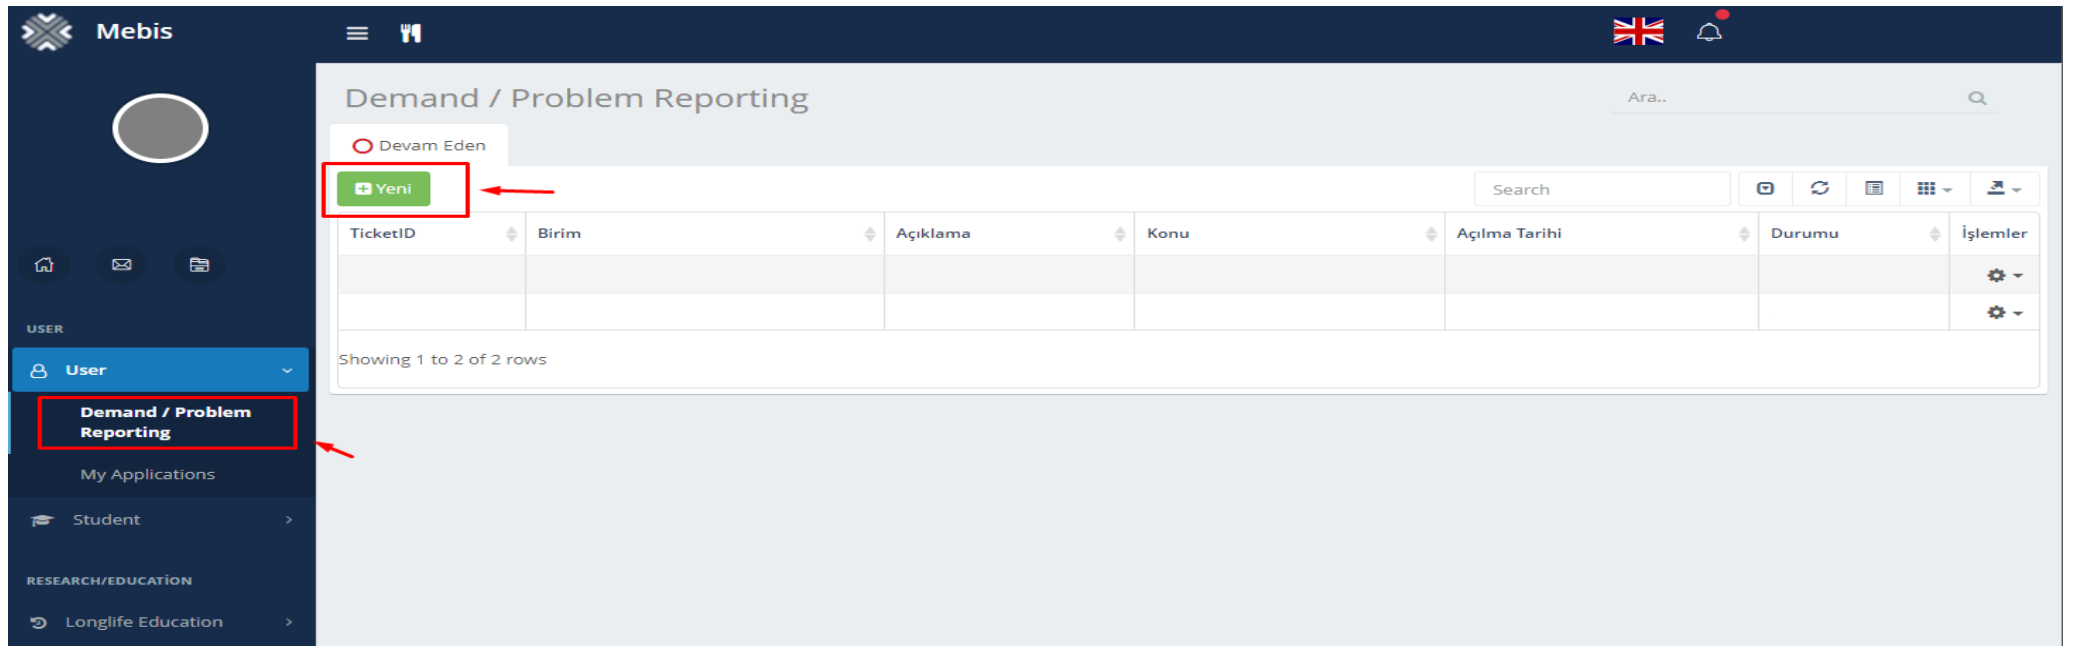 Mebis
USER
User
Demand / Problem
Reporting
My Applications
Student
RESEARCH/EDUCATİON
Longlife Education
Demand / Problem Reporting
Ara..
Devam Eden
Yeni
Search
TicketID Birim Açıklama Konu Açılma Tarihi Durumu İşlemler
Showing 1 to 2 of 2 rows